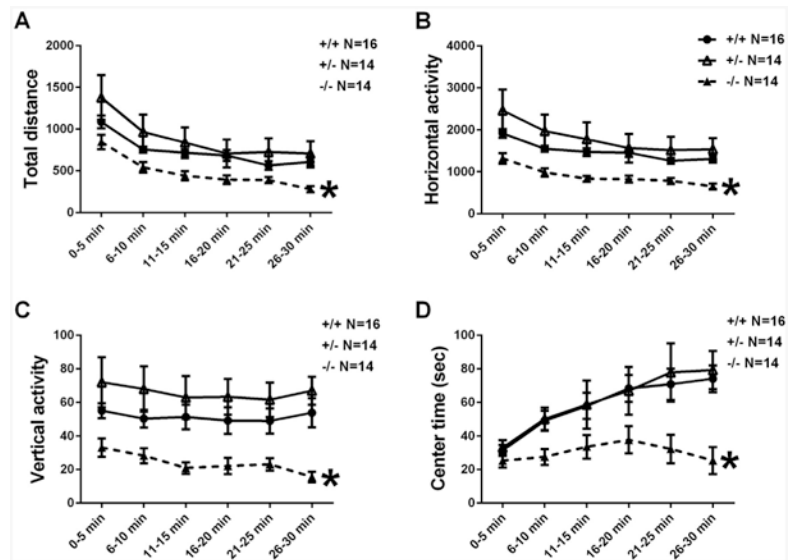 A
Total distance
2000
1500
1000
500
0
0-5 min
6-10 min
11-15 min
16-20 min
21-25 min
26-30 min
+/+ N=16
+/- N=14
-/- N=14
*
B
Horizontal activity
4000
3000
2000
1000
0
0-5 min
6-10 min
11-15 min
16-20 min
21-25 min
26-30 min
+/+ N=16
+/- N=14
-/- N=14
*
C
Vertical activity
100
80
60
40
20
0
0-5 min
6-10 min
11-15 min
16-20 min
21-25 min
26-30 min
+/+ N=16
+/- N=14
-/- N=14
*
D
Center time (sec)
100
80
60
40
20
0
0-5 min
6-10 min
11-15 min
16-20 min
21-25 min
26-30 min
+/+ N=16
+/- N=14
-/- N=14
*